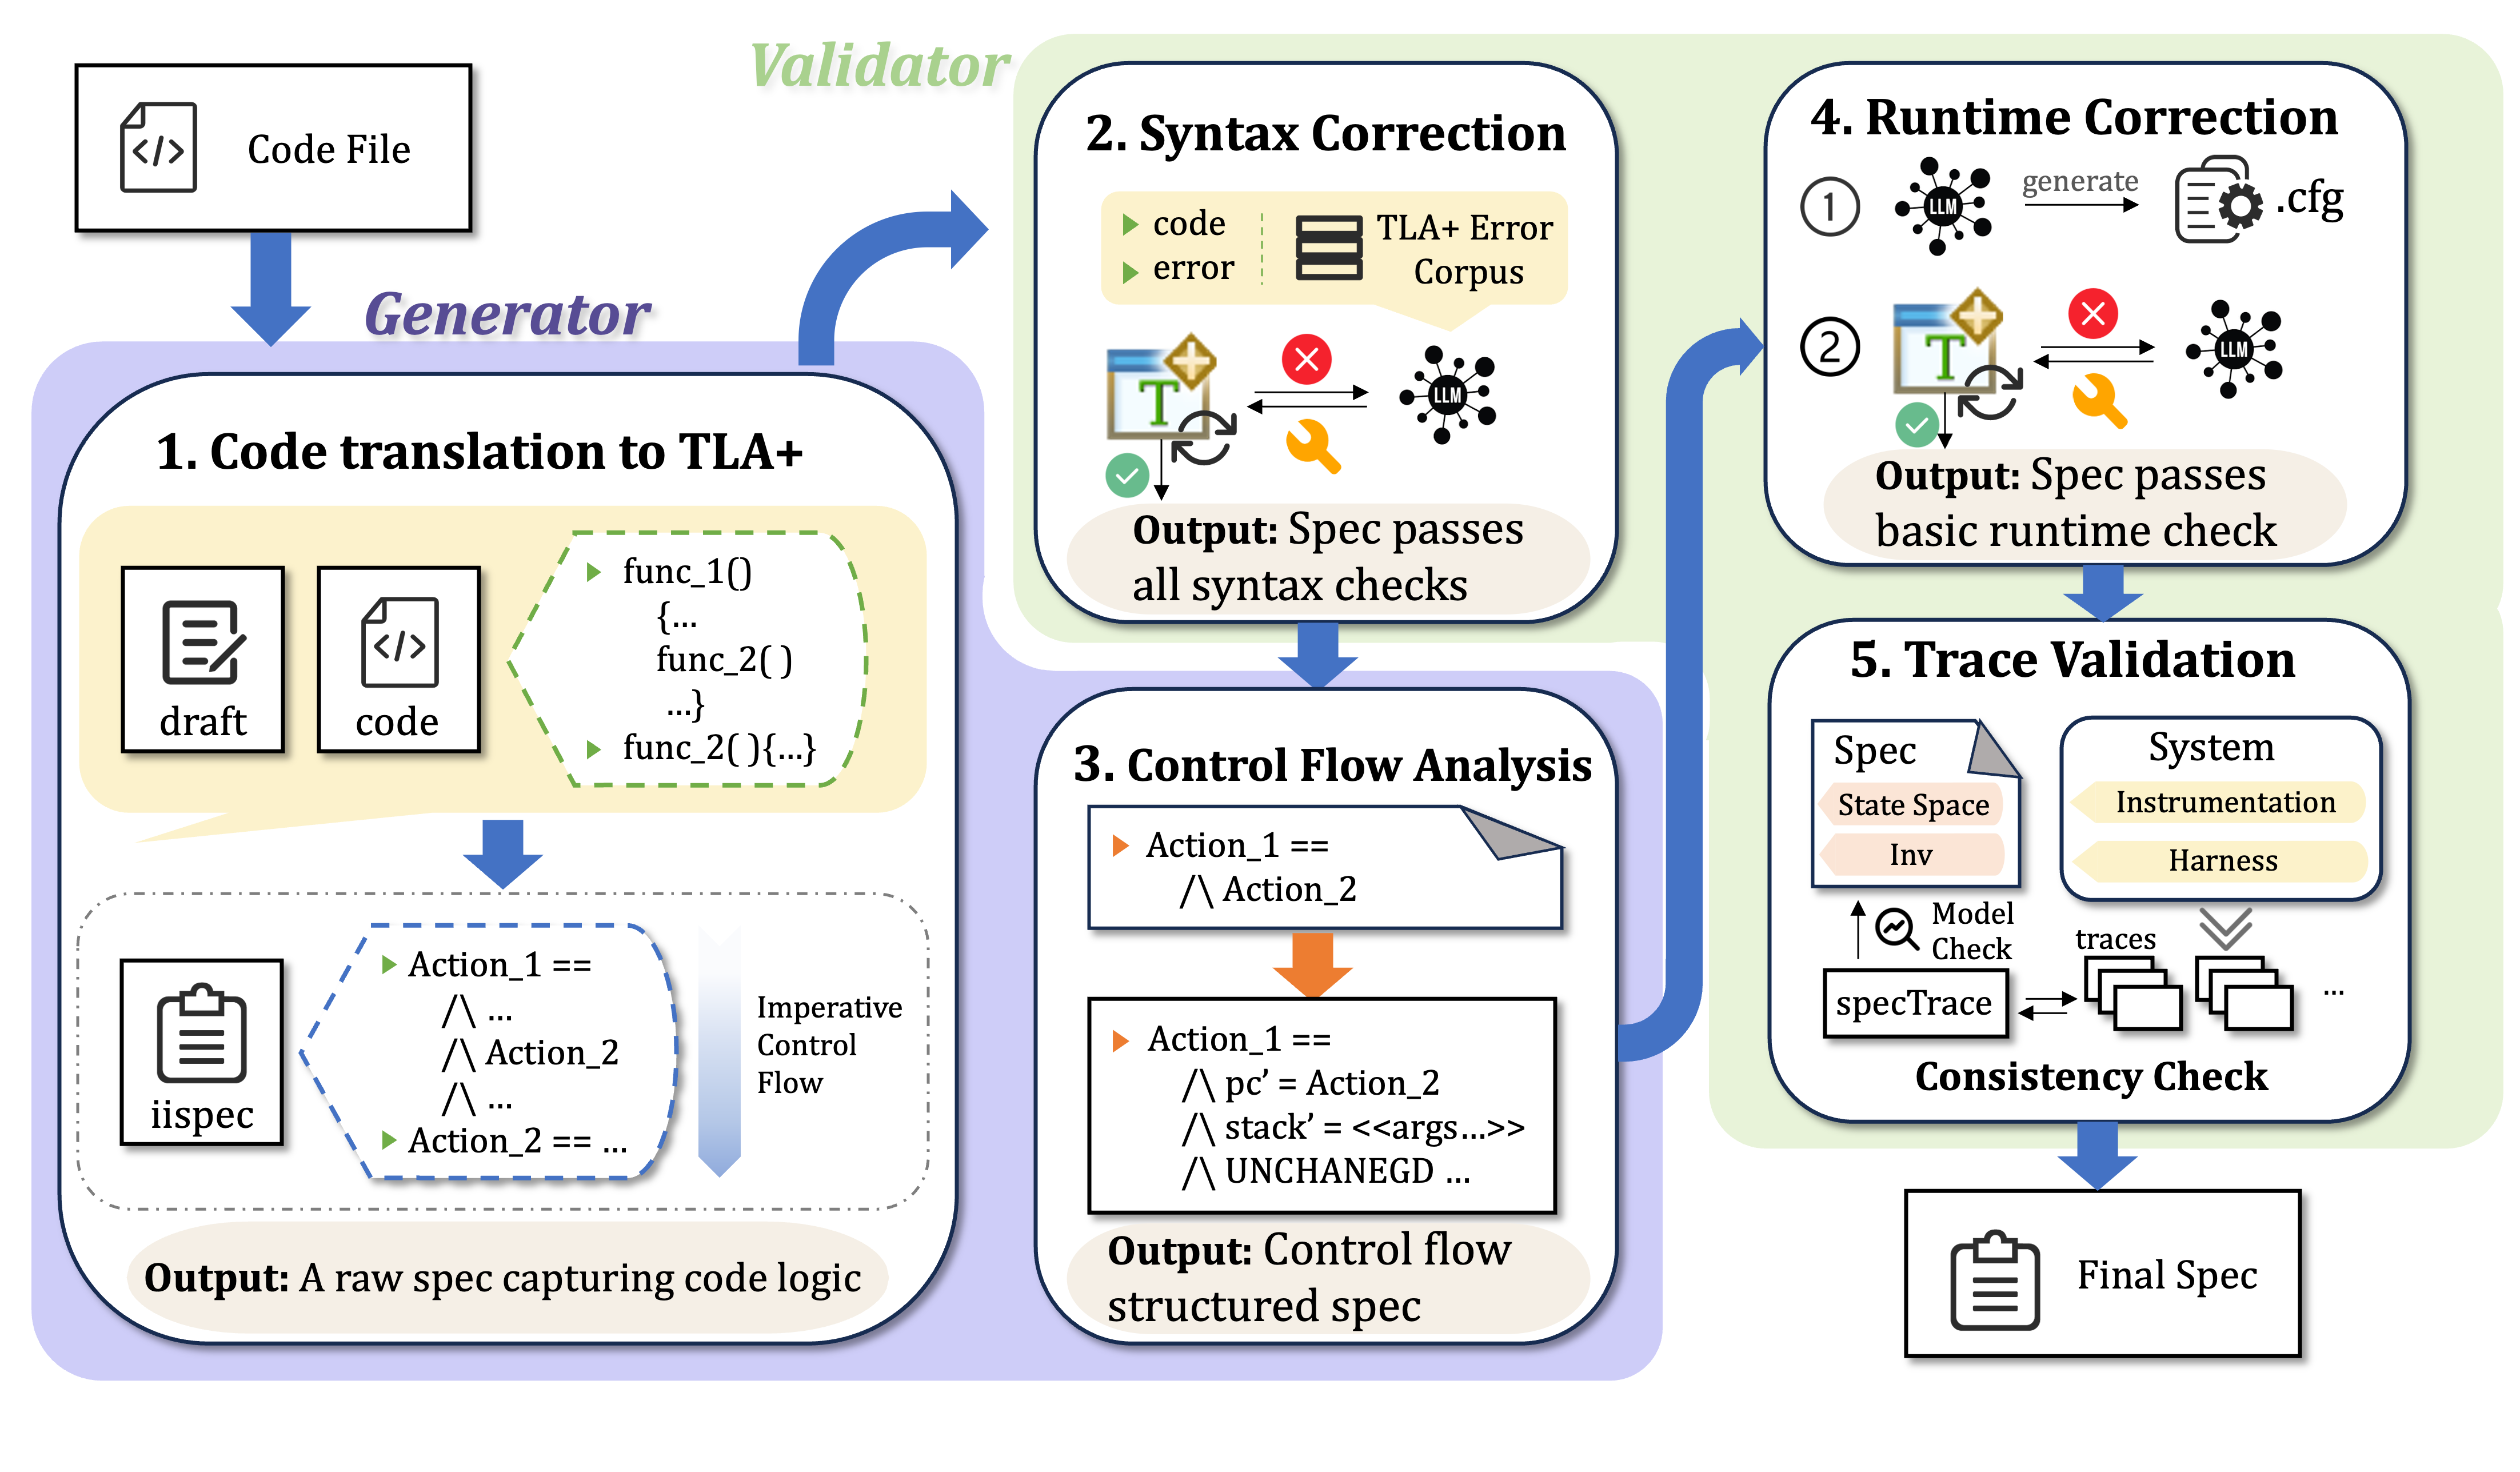 Code File
Generator
1. Code translation to TLA+
draft
code
func_1()
{...
func_2( )
...}
func_2( ){...}
iispec
Action_1 ==
/\ ...
/\ Action_2
/\ ...
Action_2 == ...
Imperative
Control
Flow
Output: A raw spec capturing code logic
Validator
2. Syntax Correction
code
error
TLA+ Error
Corpus
T
LLM
Output: Spec passes
all syntax checks
3. Control Flow Analysis
Action_1 ==
/\ Action_2
Action_1 ==
/\ pc’ = Action_2
/\ stack’ = <<args...>>
/\ UNCHANEGD ...
Output: Control flow
structured spec
4. Runtime Correction
1
LLM
generate
.cfg
2
T
LLM
Output: Spec passes
basic runtime check
5. Trace Validation
Spec
State Space
Inv
System
Instrumentation
Harness
Model
Check
traces
specTrace
...
Consistency Check
Final Spec